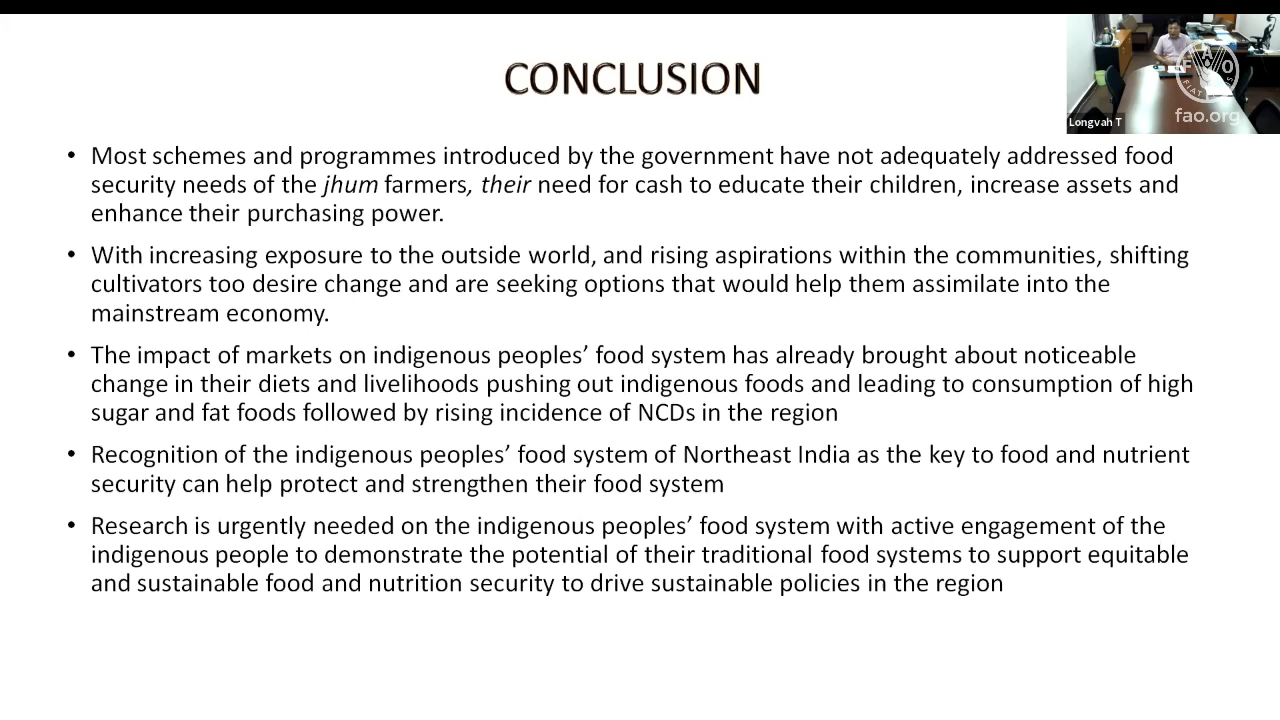 CONCLUSION
FAO
FIAT PANIS
fao.org
Longvah T
• Most schemes and programmes introduced by the government have not adequately addressed food
security needs of the jhum farmers, their need for cash to educate their children, increase assets and
enhance their purchasing power.
• With increasing exposure to the outside world, and rising aspirations within the communities, shifting
cultivators too desire change and are seeking options that would help them assimilate into the
mainstream economy.
• The impact of markets on indigenous peoples’ food system has already brought about noticeable
change in their diets and livelihoods pushing out indigenous foods and leading to consumption of high
sugar and fat foods followed by rising incidence of NCDs in the region
• Recognition of the indigenous peoples’ food system of Northeast India as the key to food and nutrient
security can help protect and strengthen their food system
• Research is urgently needed on the indigenous peoples’ food system with active engagement of the
indigenous people to demonstrate the potential of their traditional food systems to support equitable
and sustainable food and nutrition security to drive sustainable policies in the region